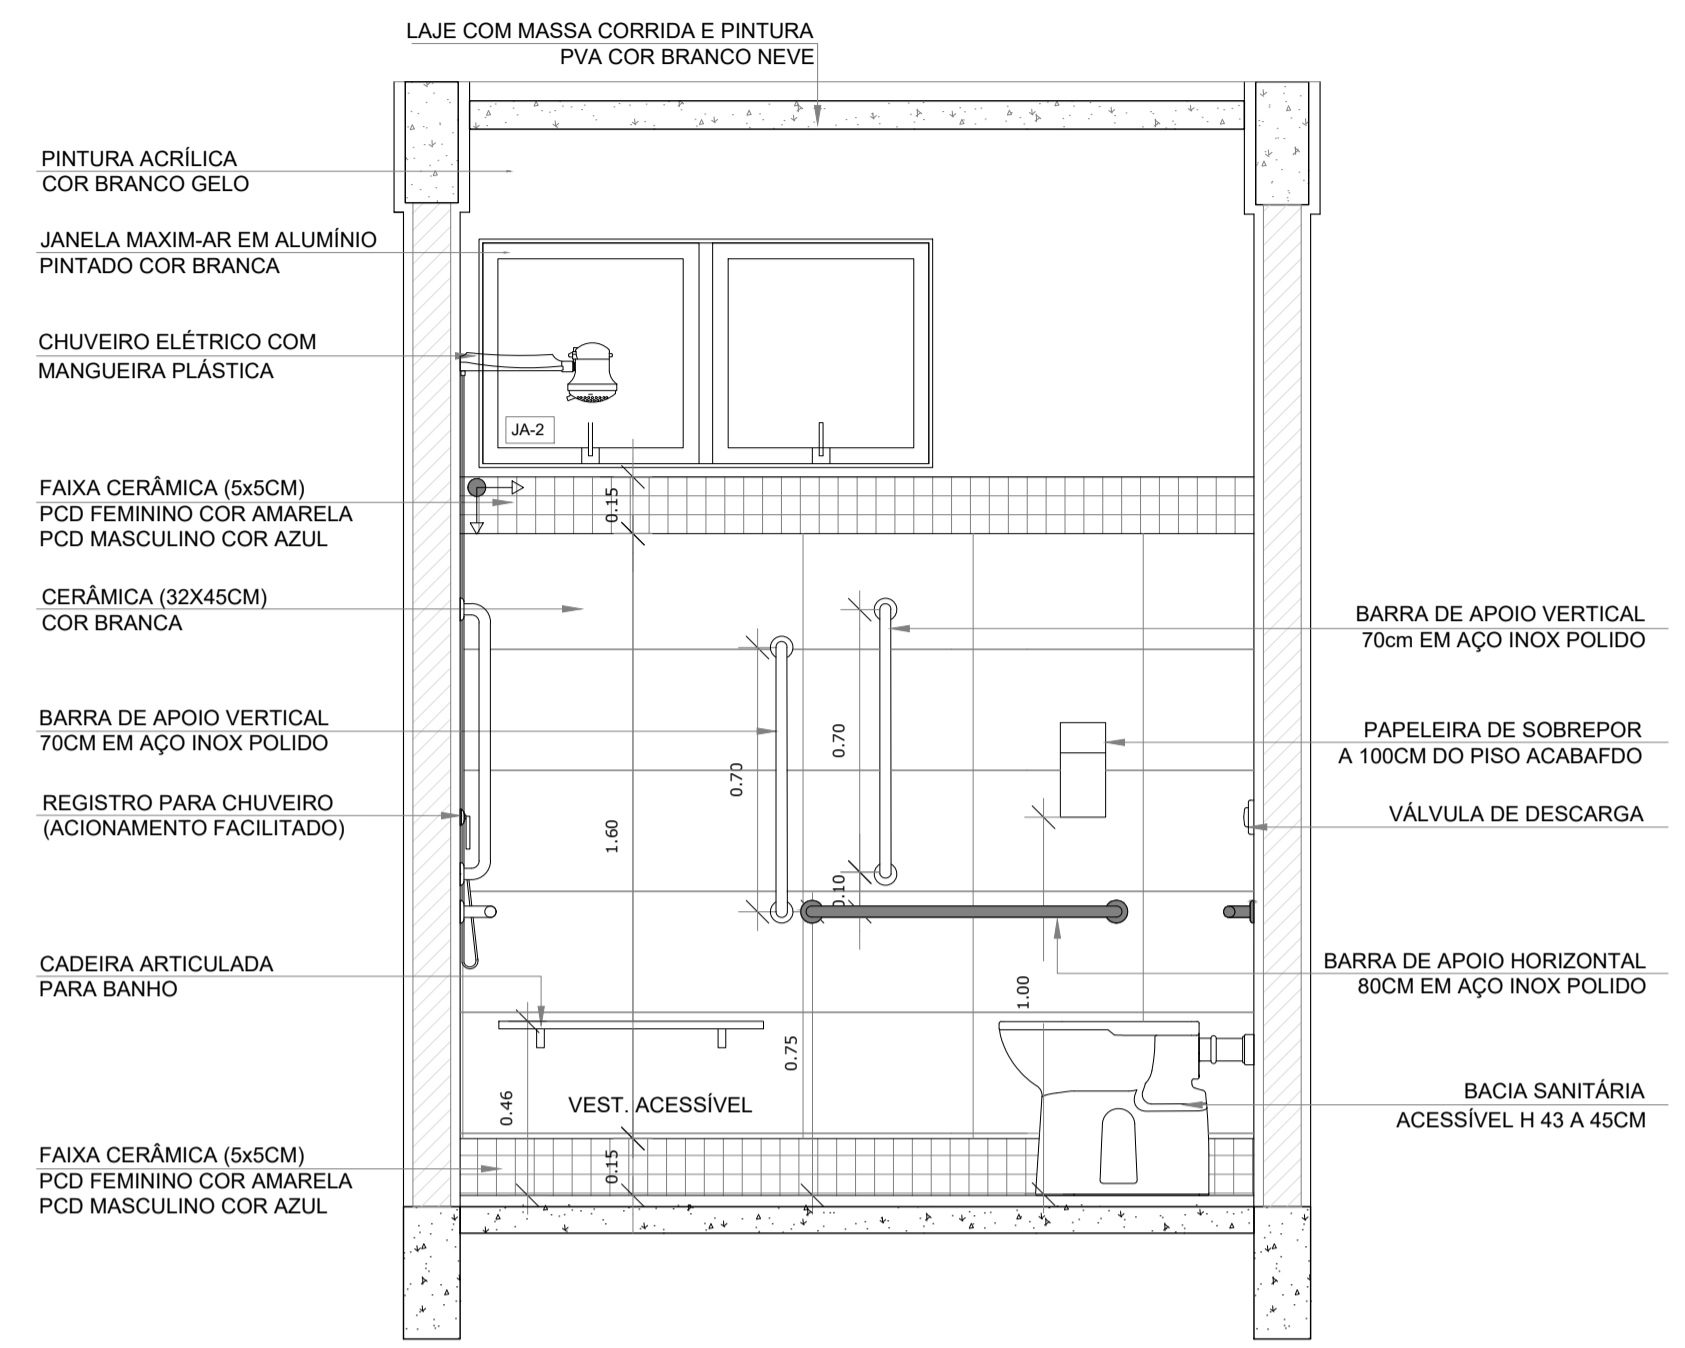 LAJE COM MASSA CORRIDA E PINTURA
PVA COR BRANCO NEVE
PINTURA ACRÍLICA
COR BRANCO GELO
JANELA MAXIM-AR EM ALUMÍNIO
PINTADO COR BRANCA
CHUVEIRO ELÉTRICO COM
MANGUEIRA PLÁSTICA
JA-2
FAIXA CERÂMICA (5x5CM)
PCD FEMININO COR AMARELA
PCD MASCULINO COR AZUL
0.15
CERÂMICA (32X45CM)
COR BRANCA
BARRA DE APOIO VERTICAL
70cm EM AÇO INOX POLIDO
BARRA DE APOIO VERTICAL
70CM EM AÇO INOX POLIDO
0.70
0.70
PAPELEIRA DE SOBREPOR
A 100CM DO PISO ACABAFDO
REGISTRO PARA CHUVEIRO
(ACIONAMENTO FACILITADO)
1.60
VÁLVULA DE DESCARGA
0.10
CADEIRA ARTICULADA
PARA BANHO
BARRA DE APOIO HORIZONTAL
80CM EM AÇO INOX POLIDO
1.00
0.75
0.46
VEST. ACESSÍVEL
BACIA SANITÁRIA
ACESSÍVEL H 43 A 45CM
FAIXA CERÂMICA (5x5CM)
PCD FEMININO COR AMARELA
PCD MASCULINO COR AZUL
0.15